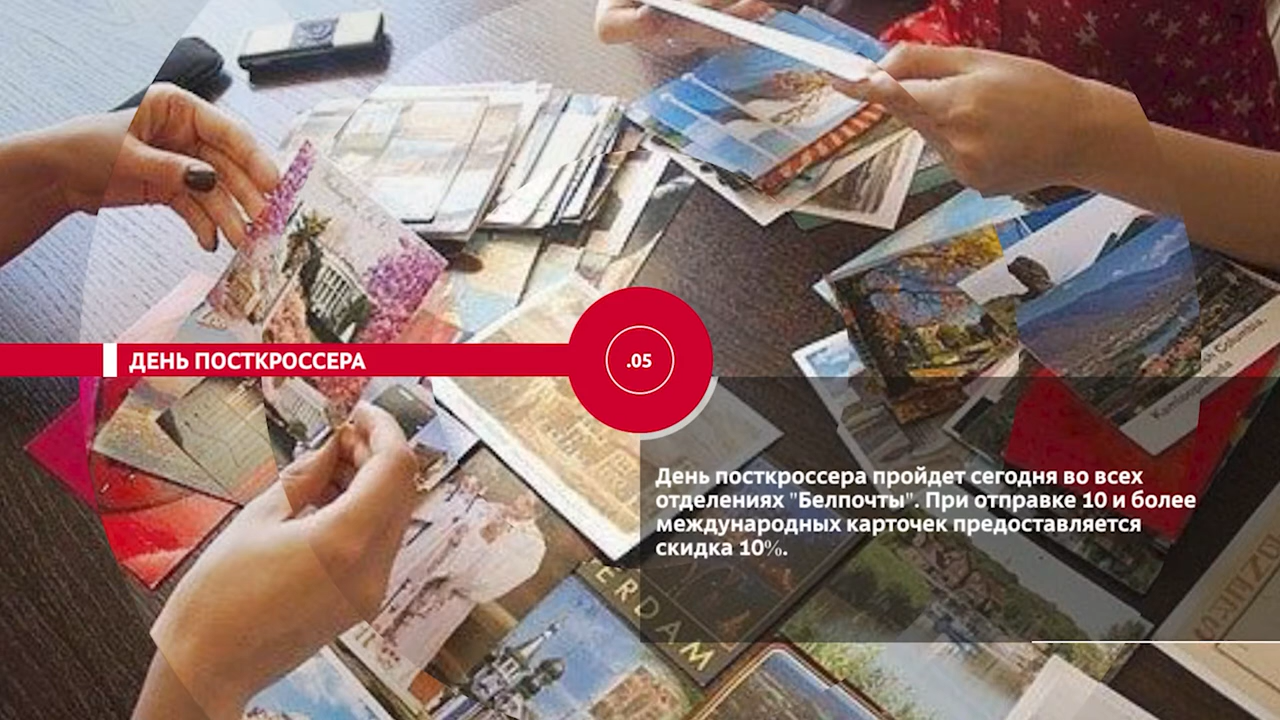 ДЕНЬ ПОСТКРОССЕРА
.05
День посткроссера пройдет сегодня во всех
отделениях "Белпочты". При отправке 10 и более
международных карточек предоставляется
скидка 10%.
TERDAM